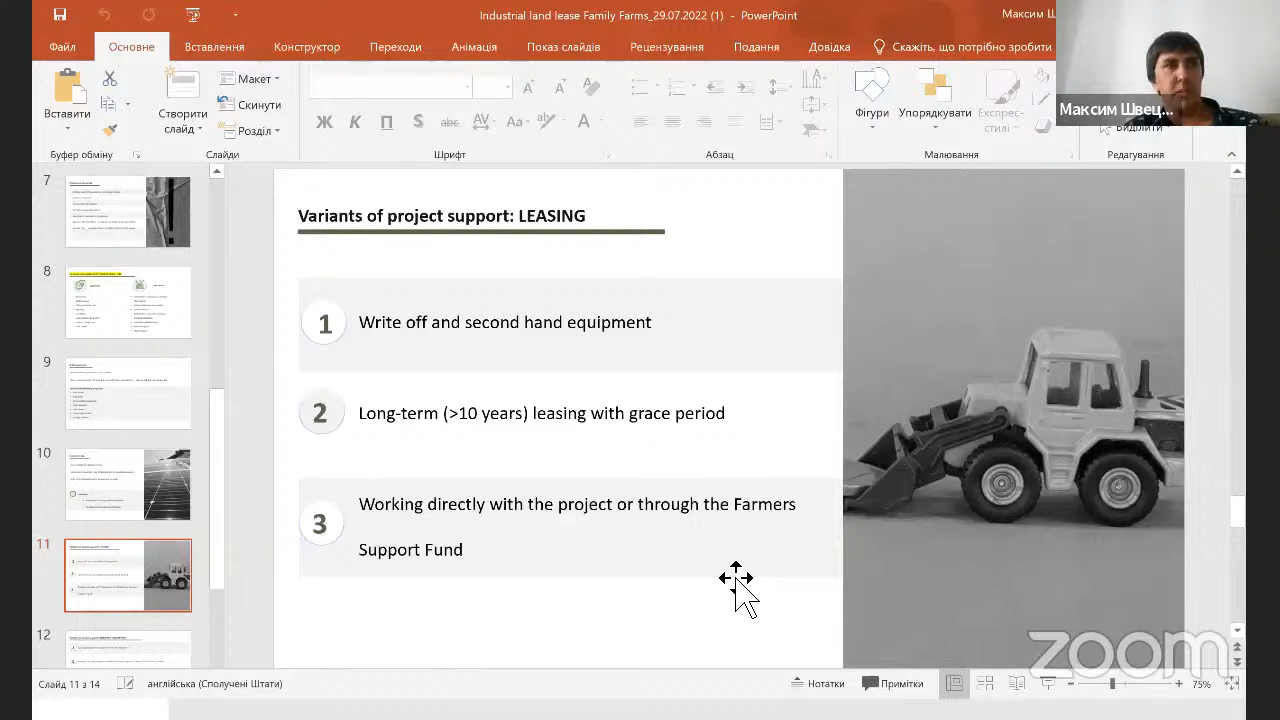 Industrial land lease Family Farms_29.07.2022 (1) - PowerPoint
Максим Ш
Файл Основне Вставлення Конструктор Переходи Анімація Показ слайдів Рецензування Подання Довідка Скажіть, що потрібно зробити
Вставити
Створити слайд
Макет
Скинути
Розділ
Ж К П S abc AV Aa А
Фігури
Упорядкувати
Експрес-стилі
Видiлити
Буфер обміну Слайди Шрифт Абзац Малювання Редагування
Максим Швец...
7
8
9
10
11
12
Variants of project support: LEASING
1 Write off and second hand equipment
2 Long-term (>10 years) leasing with grace period
3 Working directly with the project or through the Farmers
Support Fund
zoom
Слайд 11 з 14 англійська (Сполучені Штати) Нотатки Примітки 75%